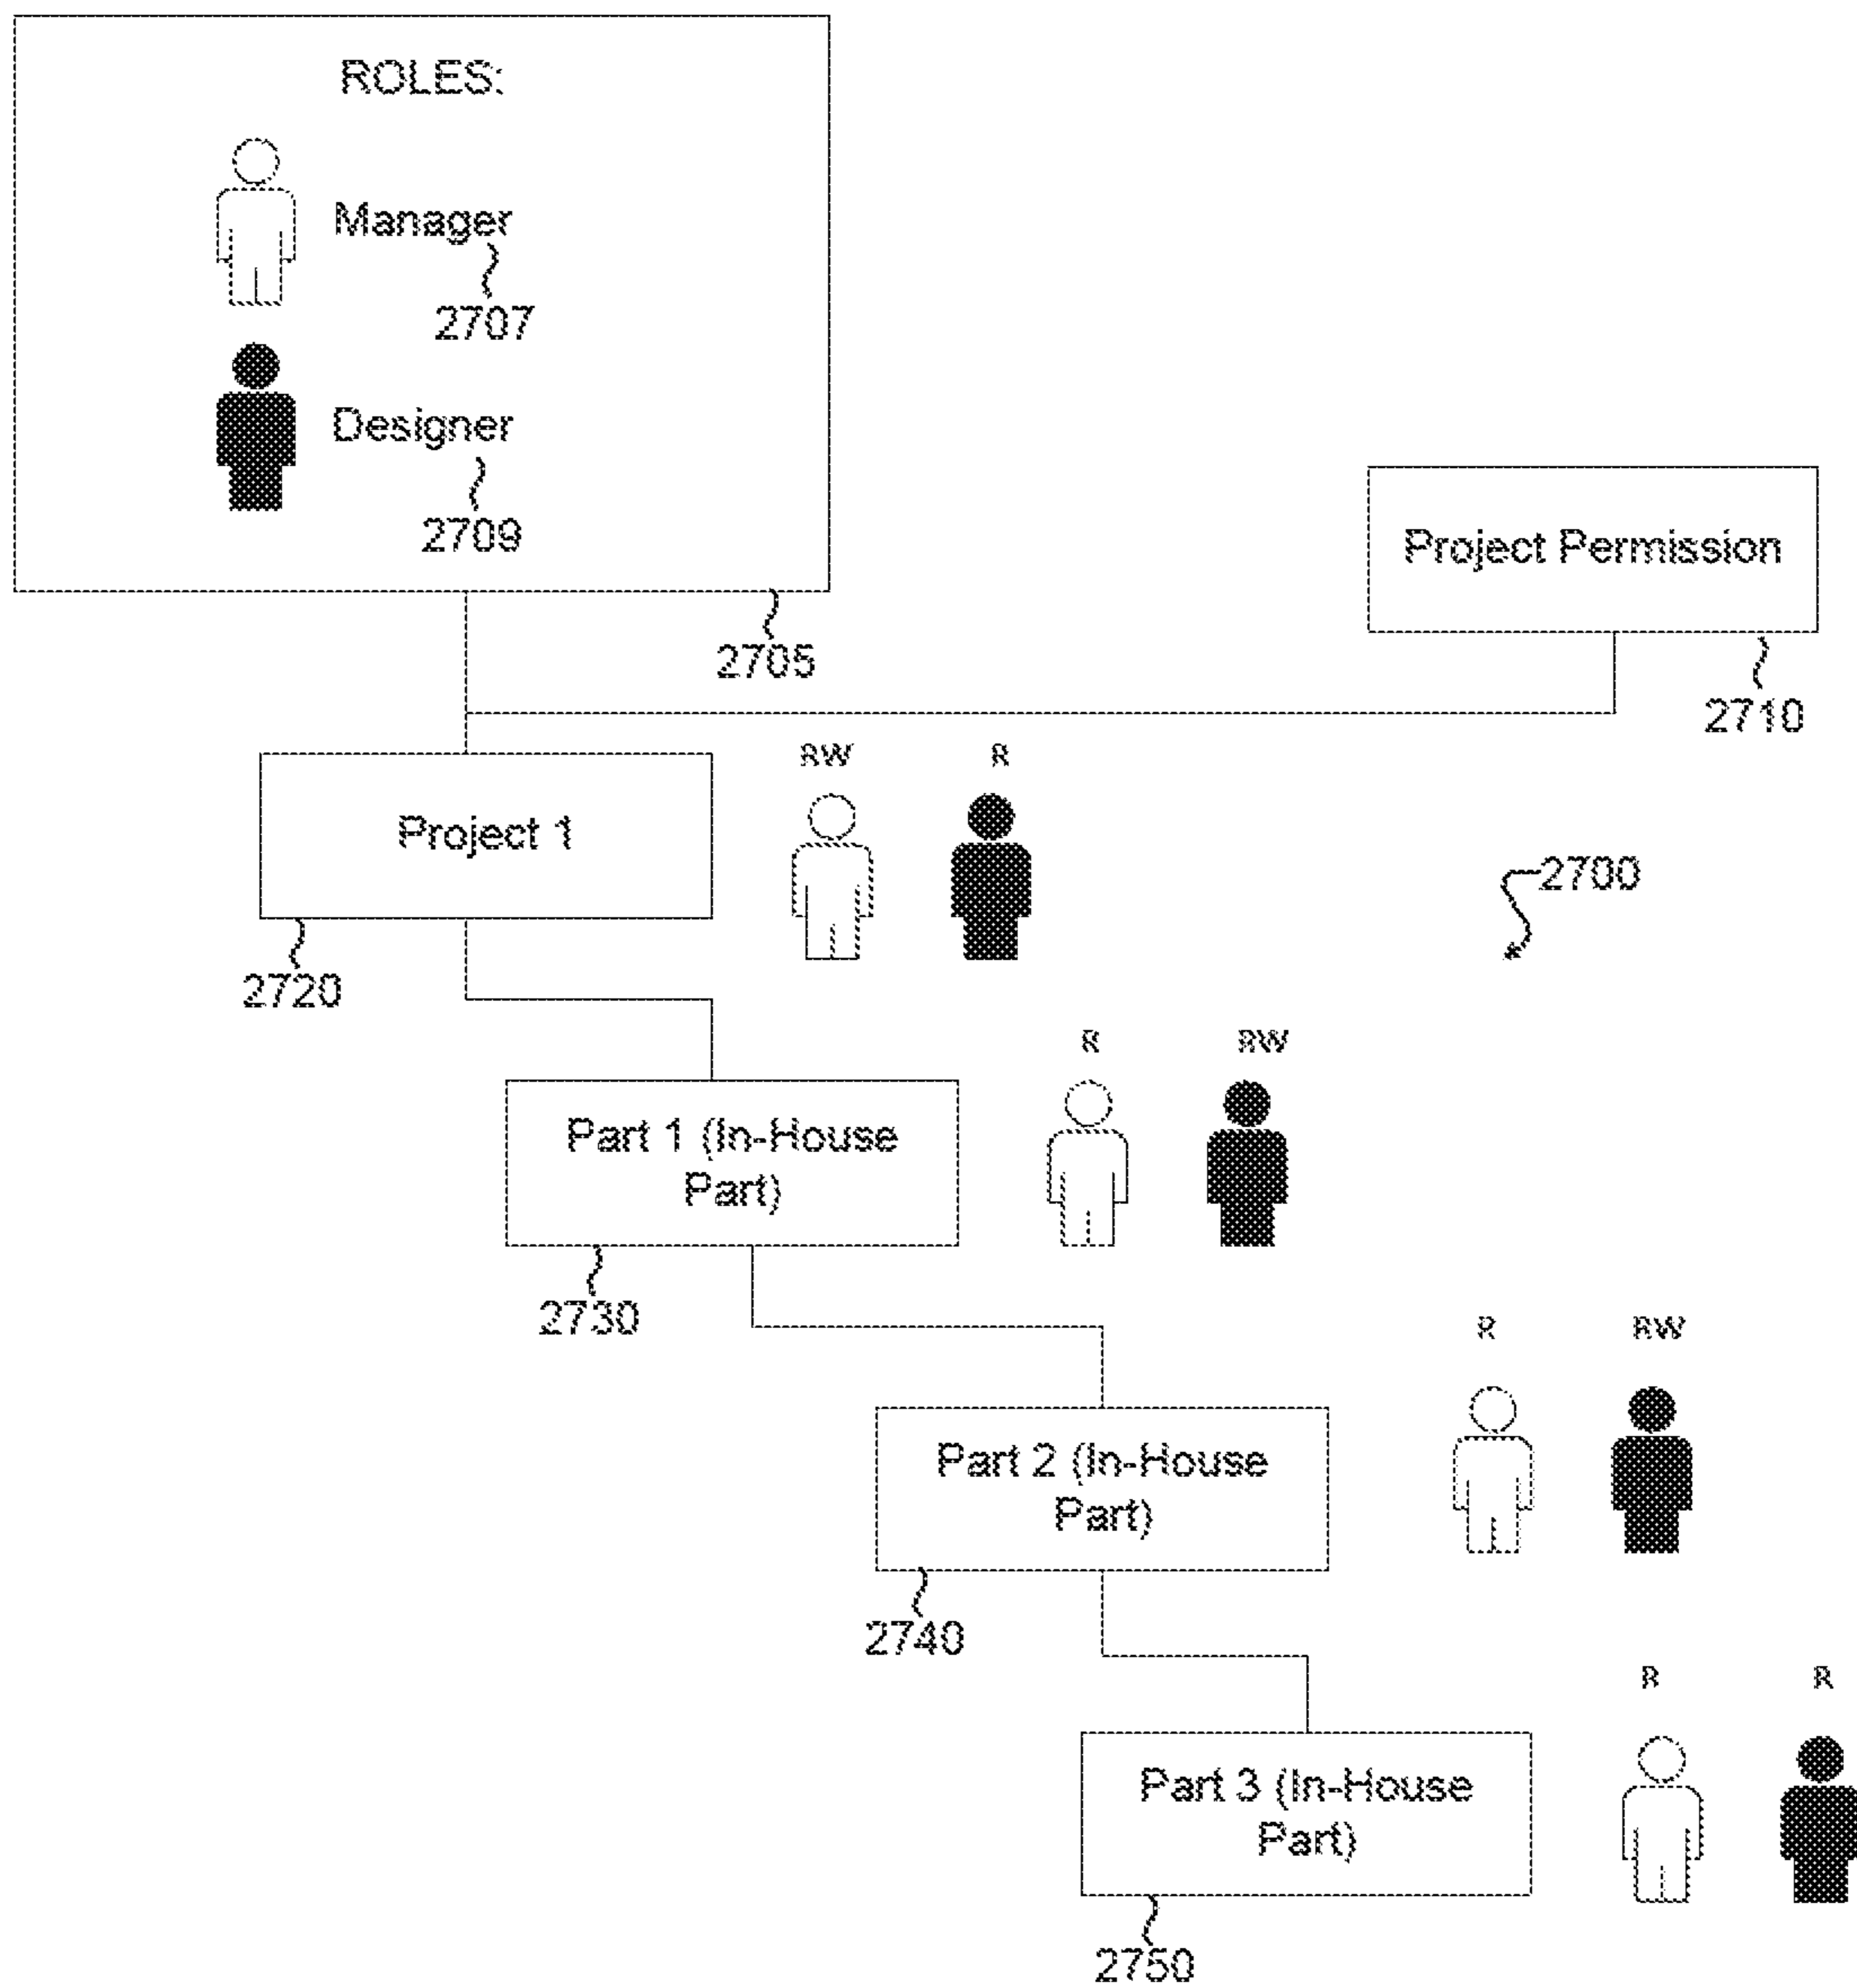 ROLES:
Manager
2707
Designer
2709
2705
Project Permission
2710
RW R
Project 1
2720
2700
R RW
Part 1 (In-House
Part)
2730
R RW
Part 2 (In-House
Part)
2740
R R
Part 3 (In-House
Part)
2750